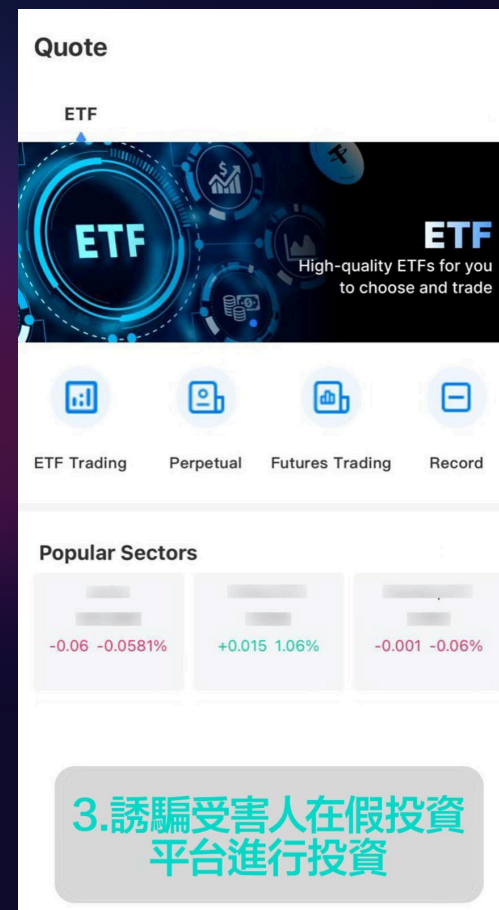 Quote
ETF
ETF
ETF
High-quality ETFs for you
to choose and trade
ETF Trading
Perpetual
Futures Trading
Record
Popular Sectors
-0.06 -0.0581%
+0.015 1.06%
-0.001 -0.06%
3.誘騙受害人在假投資
平台進行投資